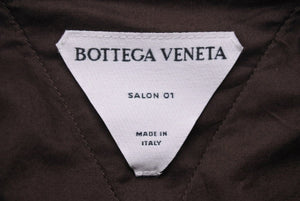 BOTTEGA VENETA
SALON 01
MADE IN
ITALY